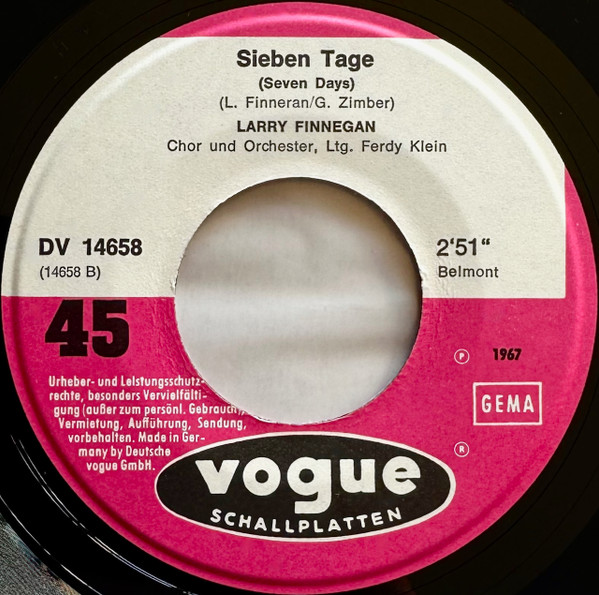 Sieben Tage
(Seven Days)
(L. Finneran/G. Zimber)
LARRY FINNEGAN
Chor und Orchester, Ltg. Ferdy Klein
DV 14658
(14658 B)
2'51"
Belmont
45
Ⓟ 1967
GEMA
Urheber- und Leistungsschutz-
rechte, besonders Vervielfälti-
gung (außer zum persönl. Gebrauch),
Vermietung, Aufführung, Sendung,
vorbehalten. Made in Ger-
many by Deutsche
vogue GmbH.
®
vogue
SCHALLPLATTEN